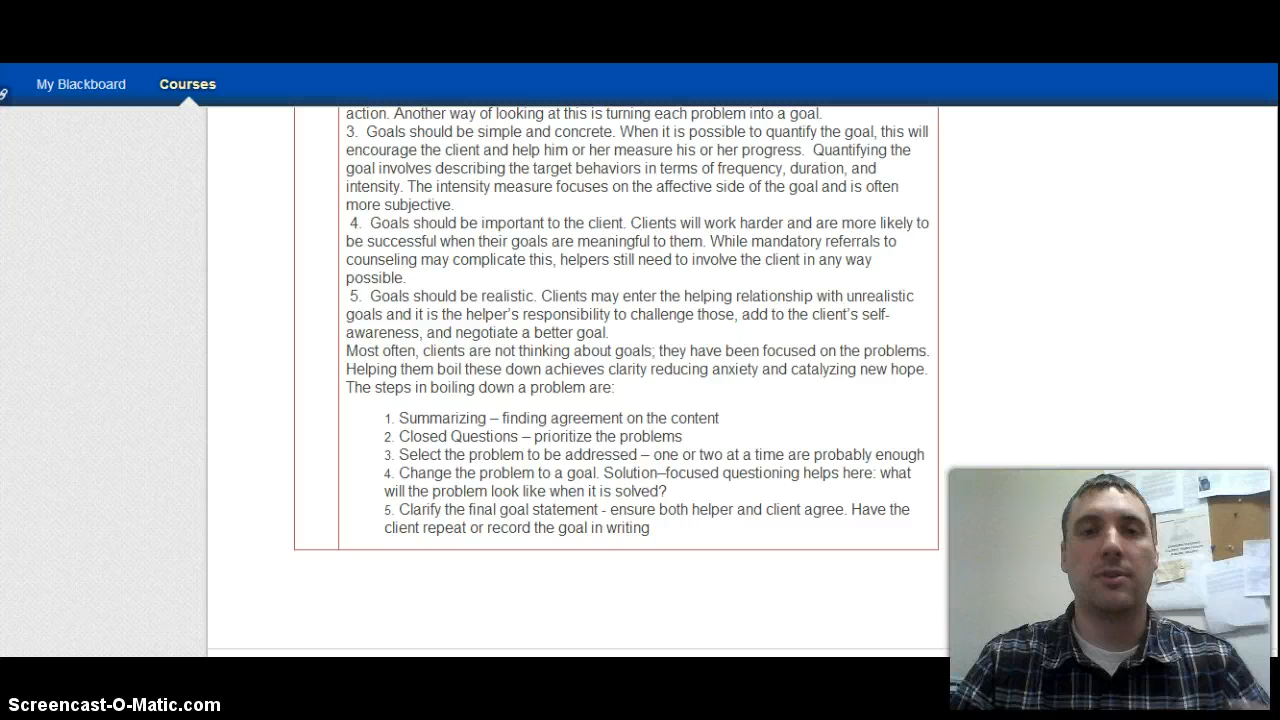 My Blackboard
Courses
action. Another way of looking at this is turning each problem into a goal.
3.  Goals should be simple and concrete. When it is possible to quantify the goal, this will
encourage the client and help him or her measure his or her progress.  Quantifying the
goal involves describing the target behaviors in terms of frequency, duration, and
intensity. The intensity measure focuses on the affective side of the goal and is often
more subjective.
4.  Goals should be important to the client. Clients will work harder and are more likely to
be successful when their goals are meaningful to them. While mandatory referrals to
counseling may complicate this, helpers still need to involve the client in any way
possible.
5.  Goals should be realistic. Clients may enter the helping relationship with unrealistic
goals and it is the helper's responsibility to challenge those, add to the client's self-
awareness, and negotiate a better goal.
Most often, clients are not thinking about goals; they have been focused on the problems.
Helping them boil these down achieves clarity reducing anxiety and catalyzing new hope.
The steps in boiling down a problem are:
1. Summarizing – finding agreement on the content
2. Closed Questions – prioritize the problems
3. Select the problem to be addressed – one or two at a time are probably enough
4. Change the problem to a goal. Solution–focused questioning helps here: what
will the problem look like when it is solved?
5. Clarify the final goal statement - ensure both helper and client agree. Have the
client repeat or record the goal in writing
Screencast-O-Matic.com